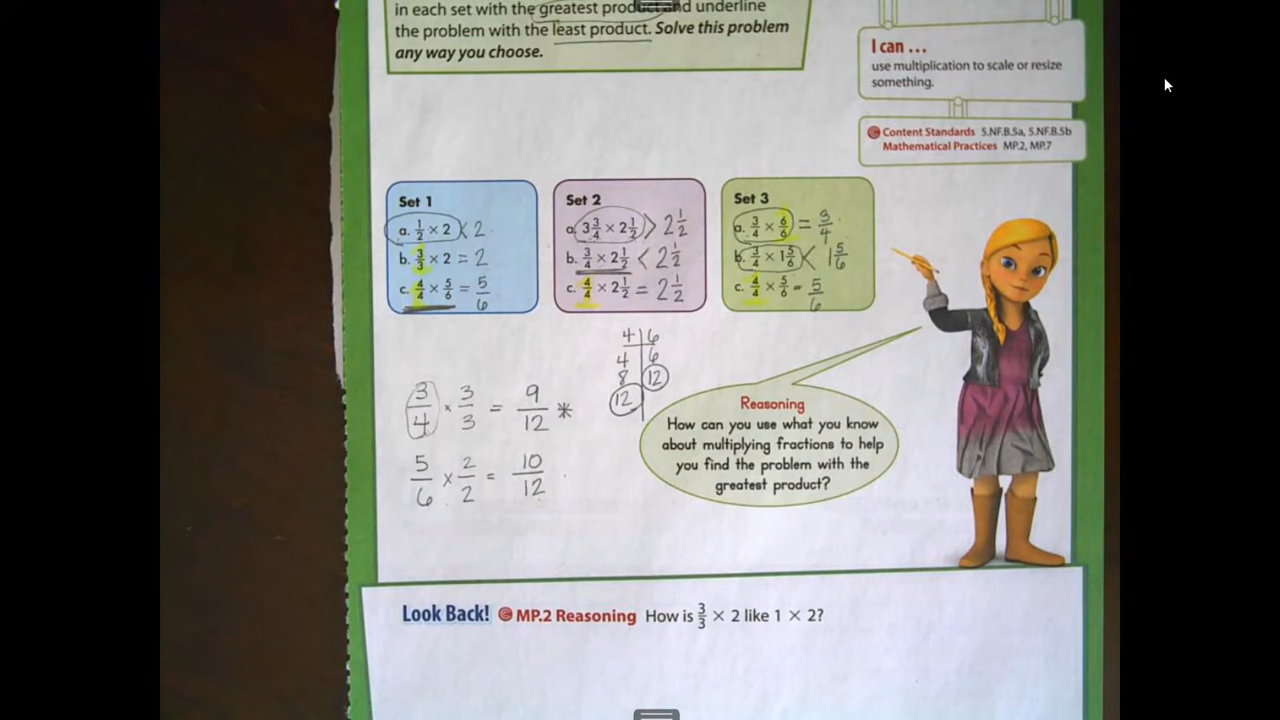 in each set with the greatest product and underline
the problem with the least product. Solve this problem
any way you choose.
I can ...
use multiplication to scale or resize
something.
Content Standards 5.NF.B.5a, 5.NF.B.5b
Mathematical Practices MP.2, MP.7
Set 1
a. 1/2 × 2 < 2
b. 3/3 × 2 = 2
c. 4/4 × 5/6 = 5/6
Set 2
a. 3 3/4 × 2 1/2 > 2 1/2
b. 3/4 × 2 1/2 < 2 1/2
c. 4/4 × 2 1/2 = 2 1/2
Set 3
a. 3/4 × 6/6 = 3/4
b. 3/4 × 1 5/6 < 1 5/6
c. 4/4 × 5/6 = 5/6
4 | 6
4 6
8 12
12
3/4 × 3/3 = 9/12 *
5/6 × 2/2 = 10/12
Reasoning
How can you use what you know
about multiplying fractions to help
you find the problem with the
greatest product?
Look Back! MP.2 Reasoning How is 3/3 × 2 like 1 × 2?